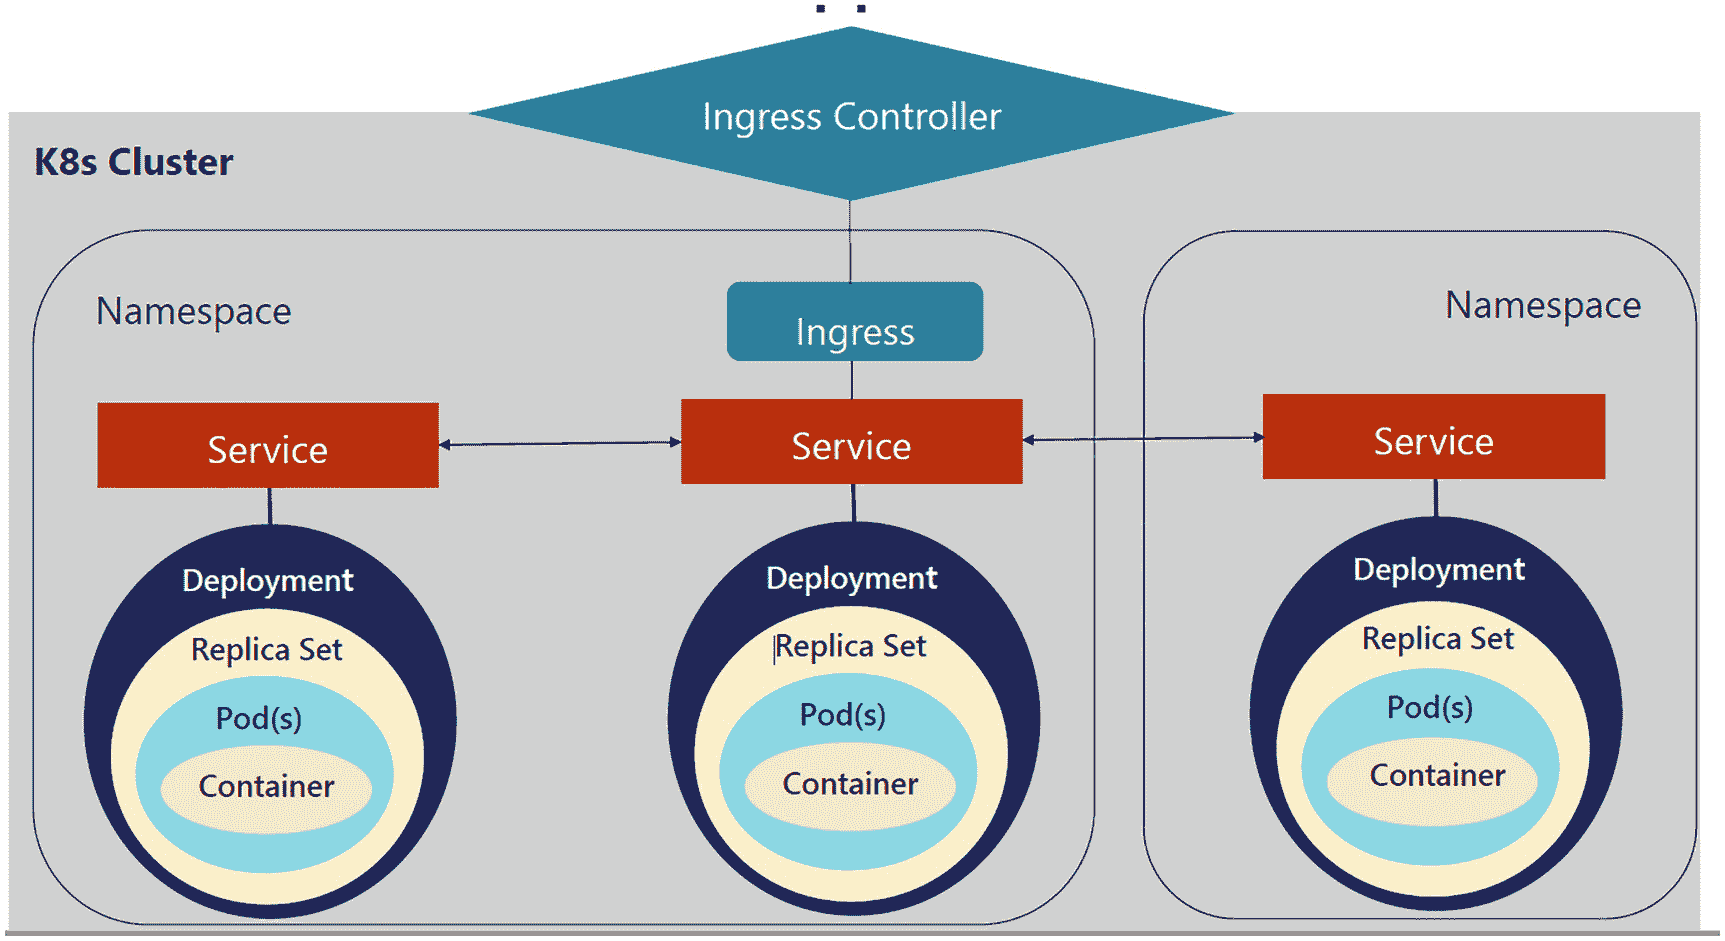 Ingress Controller
K8s Cluster
Namespace
Namespace
Ingress
Service
Service
Service
Deployment
Replica Set
Pod(s)
Container
Deployment
Replica Set
Pod(s)
Container
Deployment
Replica Set
Pod(s)
Container